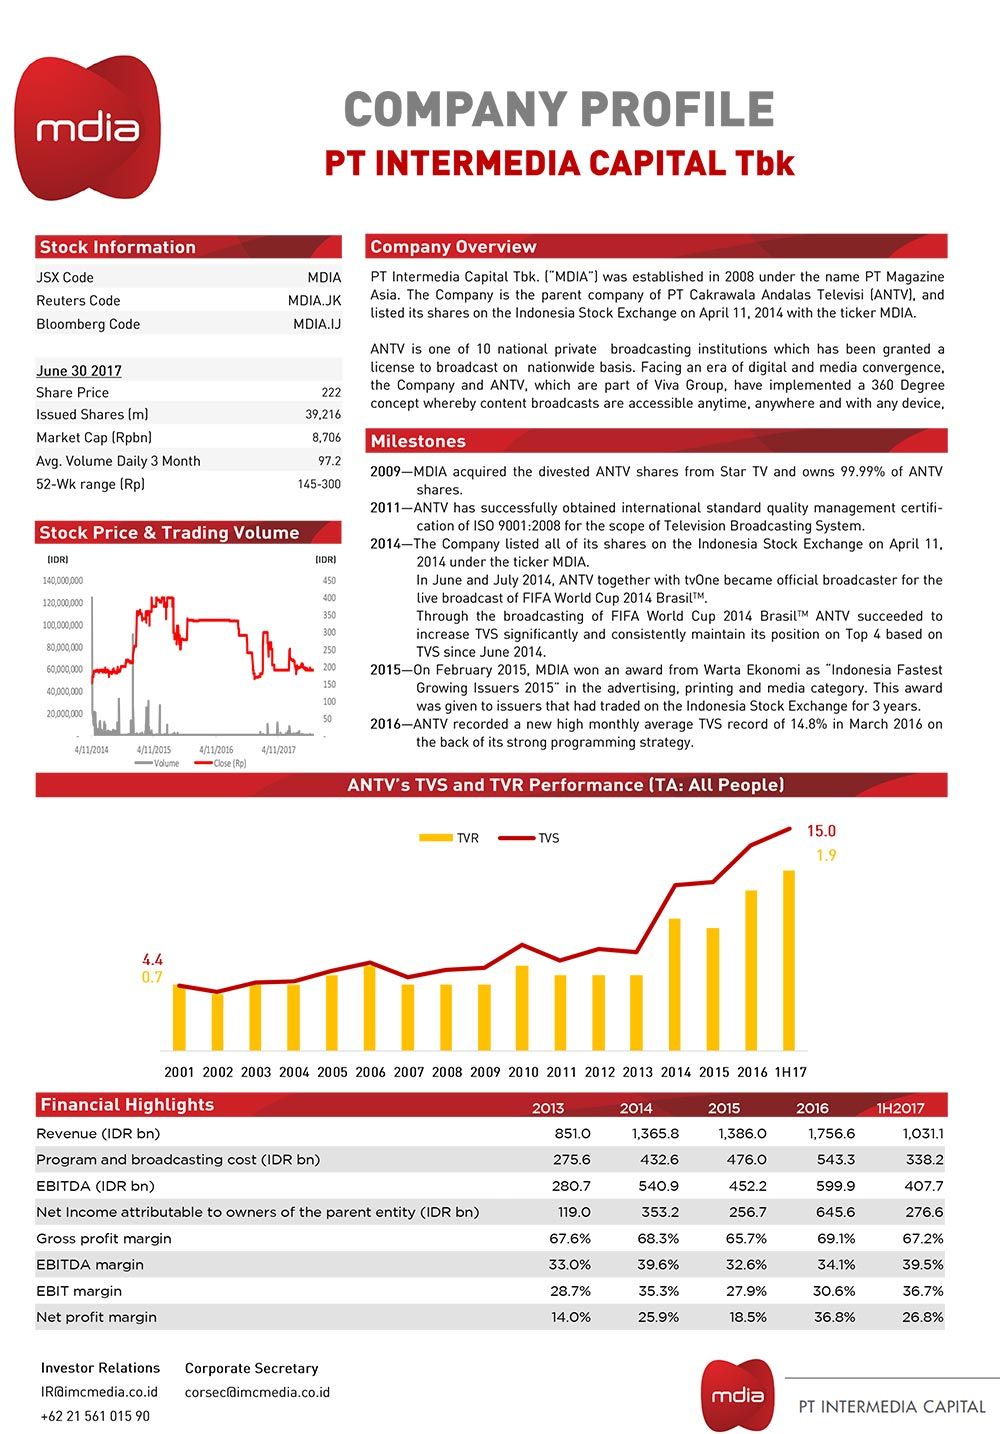 mdia
COMPANY PROFILE
PT INTERMEDIA CAPITAL Tbk
Stock Information
JSX Code MDIA
Reuters Code MDIA.JK
Bloomberg Code MDIA.IJ
June 30 2017
Share Price 222
Issued Shares (m) 39,216
Market Cap (Rpbn) 8,706
Avg. Volume Daily 3 Month 97.2
52-Wk range (Rp) 145-300
Stock Price & Trading Volume
(IDR) (IDR)
140,000,000 450
120,000,000 400
100,000,000 350
80,000,000 300
60,000,000 250
40,000,000 200
20,000,000 150
- 100
50
-
4/11/2014 4/11/2015 4/11/2016 4/11/2017
Volume Close (Rp)
Company Overview
PT Intermedia Capital Tbk. ("MDIA") was established in 2008 under the name PT Magazine
Asia. The Company is the parent company of PT Cakrawala Andalas Televisi (ANTV), and
listed its shares on the Indonesia Stock Exchange on April 11, 2014 with the ticker MDIA.
ANTV is one of 10 national private broadcasting institutions which has been granted a
license to broadcast on nationwide basis. Facing an era of digital and media convergence,
the Company and ANTV, which are part of Viva Group, have implemented a 360 Degree
concept whereby content broadcasts are accessible anytime, anywhere and with any device,
Milestones
2009—MDIA acquired the divested ANTV shares from Star TV and owns 99.99% of ANTV
shares.
2011—ANTV has successfully obtained international standard quality management certifi-
cation of ISO 9001:2008 for the scope of Television Broadcasting System.
2014—The Company listed all of its shares on the Indonesia Stock Exchange on April 11,
2014 under the ticker MDIA.
In June and July 2014, ANTV together with tvOne became official broadcaster for the
live broadcast of FIFA World Cup 2014 Brasil™.
Through the broadcasting of FIFA World Cup 2014 Brasil™ ANTV succeeded to
increase TVS significantly and consistently maintain its position on Top 4 based on
TVS since June 2014.
2015—On February 2015, MDIA won an award from Warta Ekonomi as "Indonesia Fastest
Growing Issuers 2015" in the advertising, printing and media category. This award
was given to issuers that had traded on the Indonesia Stock Exchange for 3 years.
2016—ANTV recorded a new high monthly average TVS record of 14.8% in March 2016 on
the back of its strong programming strategy.
ANTV's TVS and TVR Performance (TA: All People)
TVR TVS
15.0
1.9
4.4
0.7
2001 2002 2003 2004 2005 2006 2007 2008 2009 2010 2011 2012 2013 2014 2015 2016 1H17
Financial Highlights 2013 2014 2015 2016 1H2017
Revenue (IDR bn) 851.0 1,365.8 1,386.0 1,756.6 1,031.1
Program and broadcasting cost (IDR bn) 275.6 432.6 476.0 543.3 338.2
EBITDA (IDR bn) 280.7 540.9 452.2 599.9 407.7
Net Income attributable to owners of the parent entity (IDR bn) 119.0 353.2 256.7 645.6 276.6
Gross profit margin 67.6% 68.3% 65.7% 69.1% 67.2%
EBITDA margin 33.0% 39.6% 32.6% 34.1% 39.5%
EBIT margin 28.7% 35.3% 27.9% 30.6% 36.7%
Net profit margin 14.0% 25.9% 18.5% 36.8% 26.8%
Investor Relations Corporate Secretary
IR@imcmedia.co.id corsec@imcmedia.co.id
+62 21 561 015 90
mdia
PT INTERMEDIA CAPITAL